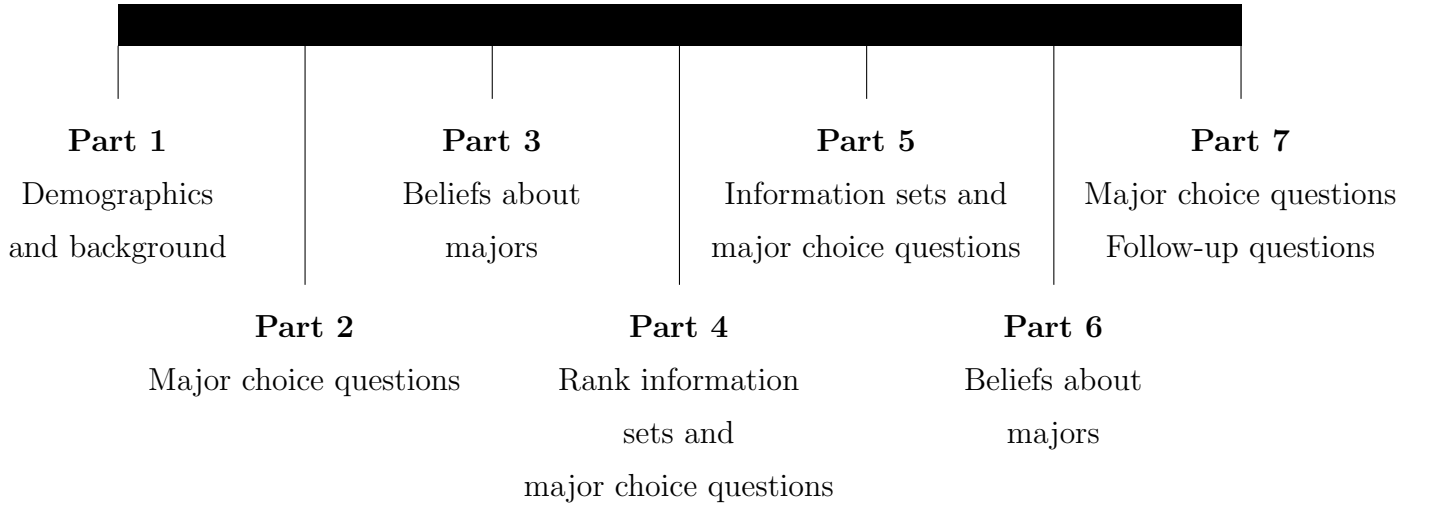 Part 1
Demographics
and background
Part 2
Major choice questions
Part 3
Beliefs about
majors
Part 4
Rank information
sets and
major choice questions
Part 5
Information sets and
major choice questions
Part 6
Beliefs about
majors
Part 7
Major choice questions
Follow-up questions